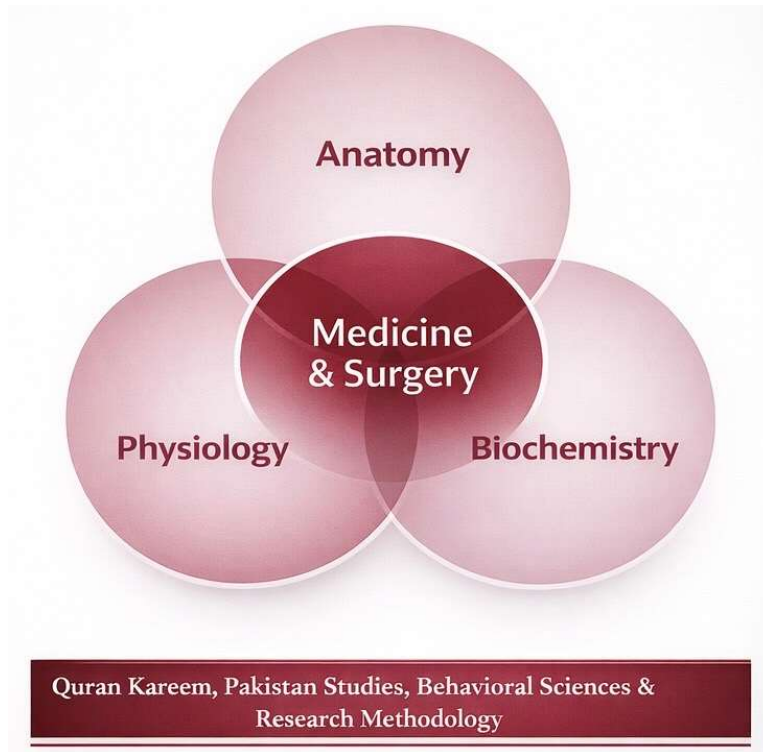 Anatomy
Medicine
& Surgery
Physiology
Biochemistry
Quran Kareem, Pakistan Studies, Behavioral Sciences &
Research Methodology